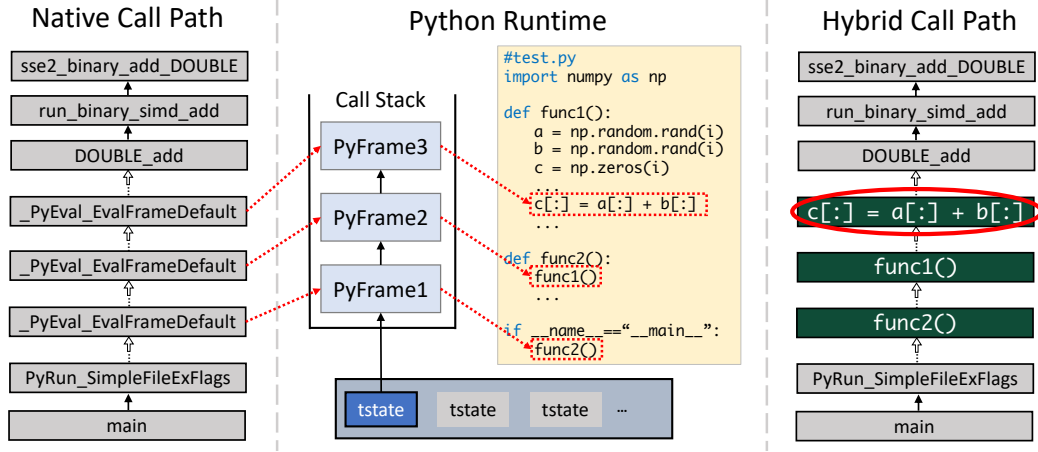 Native Call Path
sse2_binary_add_DOUBLE
run_binary_simd_add
DOUBLE_add
_PyEval_EvalFrameDefault
_PyEval_EvalFrameDefault
_PyEval_EvalFrameDefault
PyRun_SimpleFileExFlags
main
Python Runtime
Call Stack
PyFrame3
PyFrame2
PyFrame1
tstate
tstate
tstate
...
#test.py
import numpy as np
def func1():
a = np.random.rand(i)
b = np.random.rand(i)
c = np.zeros(i)
...
c[:] = a[:] + b[:]
...
def func2():
func1()
...
if __name__==“__main__”:
func2()
Hybrid Call Path
sse2_binary_add_DOUBLE
run_binary_simd_add
DOUBLE_add
c[:] = a[:] + b[:]
func1()
func2()
PyRun_SimpleFileExFlags
main